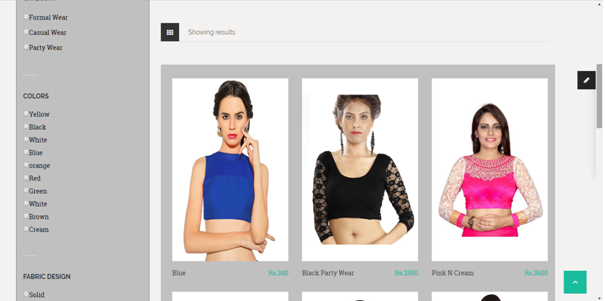 Formal Wear
Casual Wear
Party Wear
COLORS
Yellow
Black
White
Blue
orange
Red
Green
White
Brown
Cream
FABRIC DESIGN
Solid
Showing results
Blue Rs.340
Black Party Wear Rs.2500
Pink N Cream Rs.3600